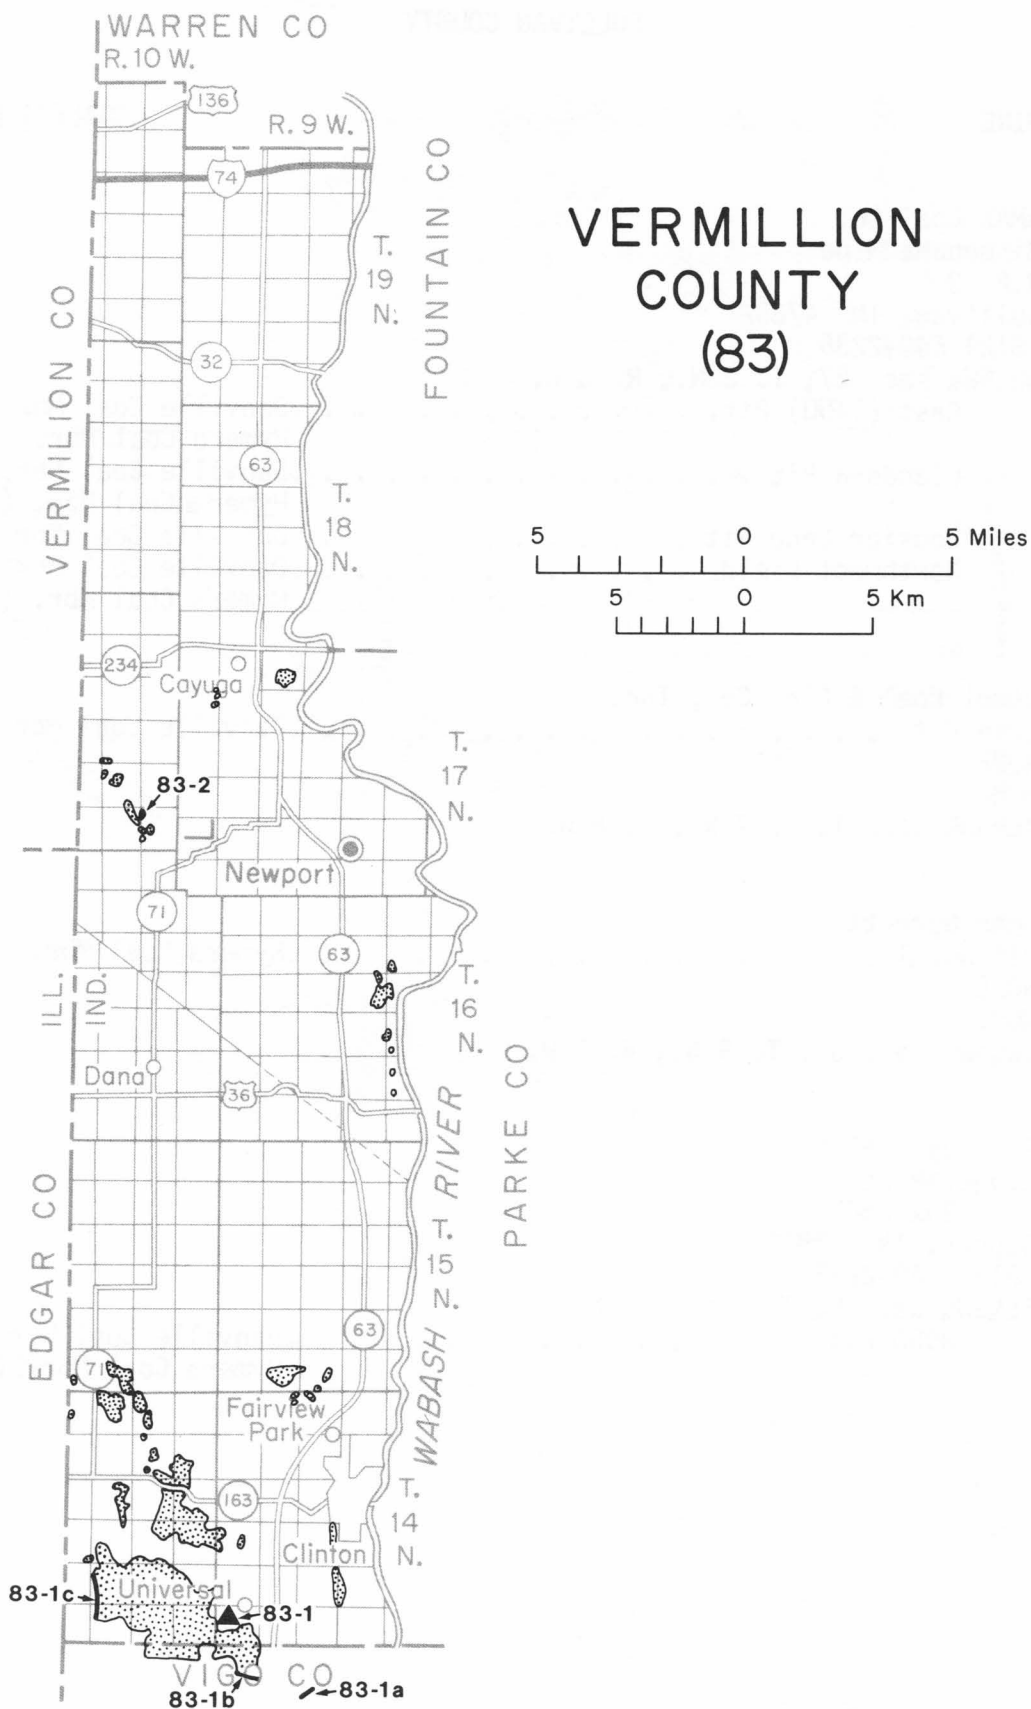 WARREN CO
R. 10 W.
136
R. 9 W.
74
FOUNTAIN CO
VERMILLION
COUNTY
(83)
T.
19
N.
VERMILION CO
32
63
T.
18
N.
5 0 5 Miles
5 0 5 Km
234
Cayuga
T.
17
N.
83-2
Newport
71
63
T.
16
N.
ILL.
IND.
Dana
36
PARKE CO
WABASH RIVER
EDGAR CO
T.
15
N.
63
71
Fairview
Park
T.
14
N.
163
Clinton
83-1c
Universal
83-1
VIGO CO
83-1b
83-1a